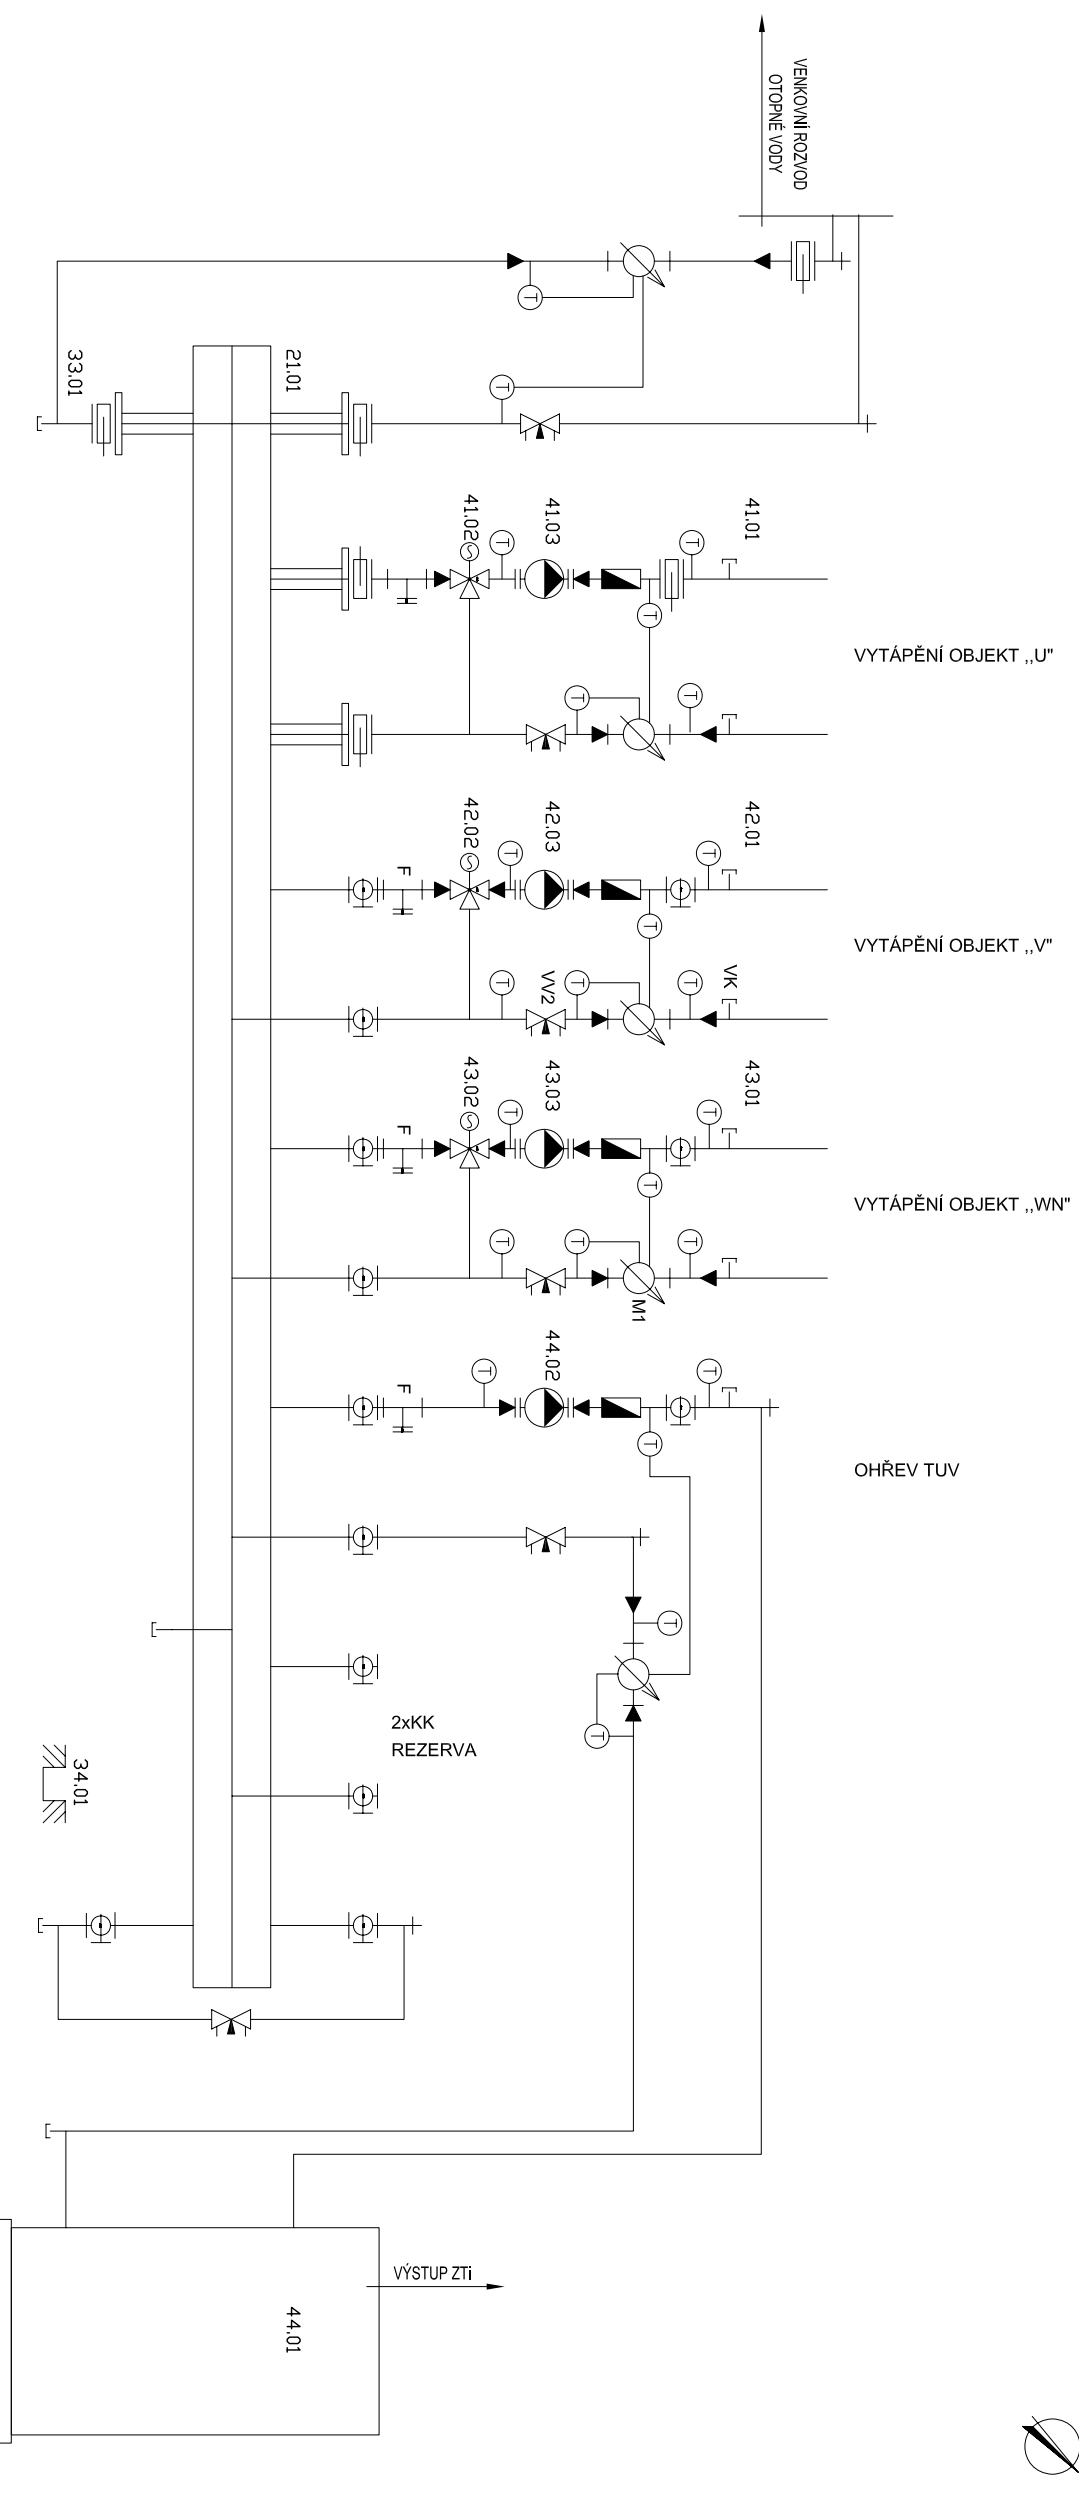 VENKOVNÍ ROZVOD
OTOPNÉ VODY
T
33,01
21,01
T
41,02
T
41,03
T
41,01
T
VYTÁPĚNÍ OBJEKT ,,U"
T
T
42,02
T
42,03
T
42,01
F
T
VYTÁPĚNÍ OBJEKT ,,V"
T
VV2
T
T
VK
43,02
T
43,03
T
43,01
F
T
VYTÁPĚNÍ OBJEKT ,,WN"
T
T
T
M1
44,02
T
T
F
T
OHŘEV TUV
T
2xKK
REZERVA
T
34,01
VÝSTUP ZTi
44,01